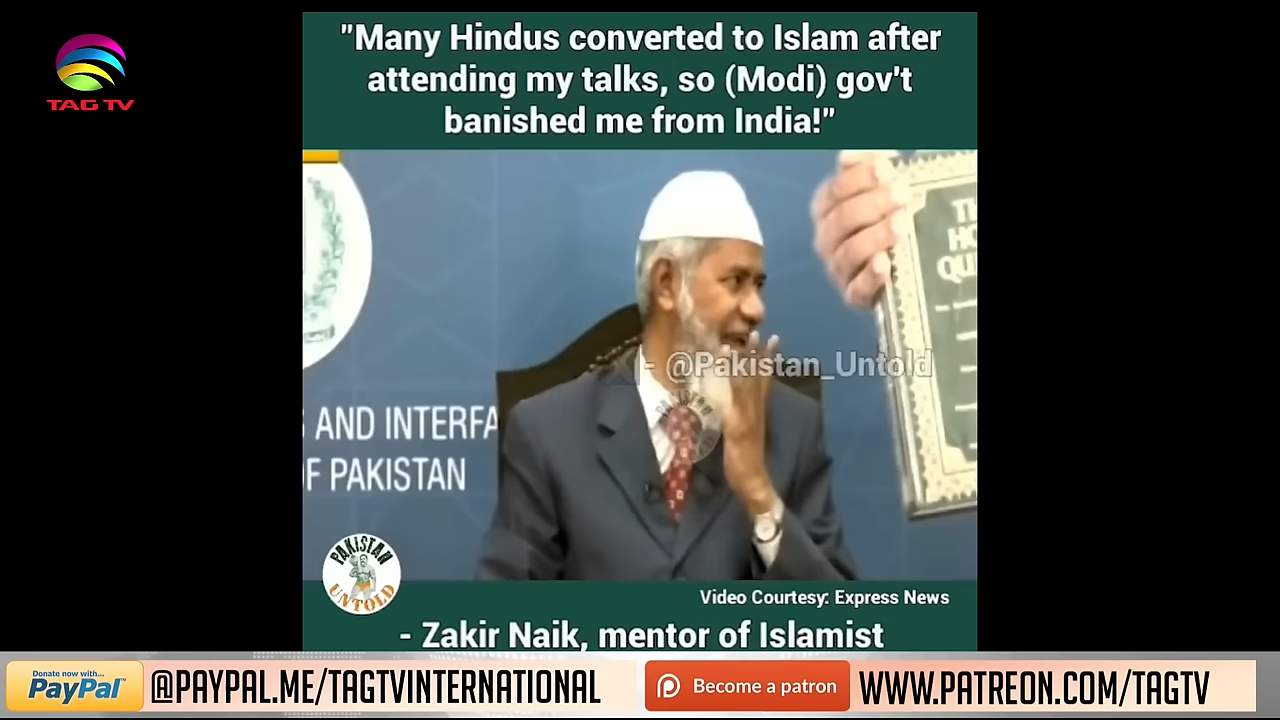 "Many Hindus converted to Islam after
attending my talks, so (Modi) gov't
banished me from India!"
TAG TV
AND INTERFA
F PAKISTAN
- @Pakistan_Untold
PAKISTAN
UNTOLD
Video Courtesy: Express News
- Zakir Naik, mentor of Islamist
Donate now with...
PayPal
@PAYPAL.ME/TAGTVINTERNATIONAL
Become a patron
WWW.PATREON.COM/TAGTV